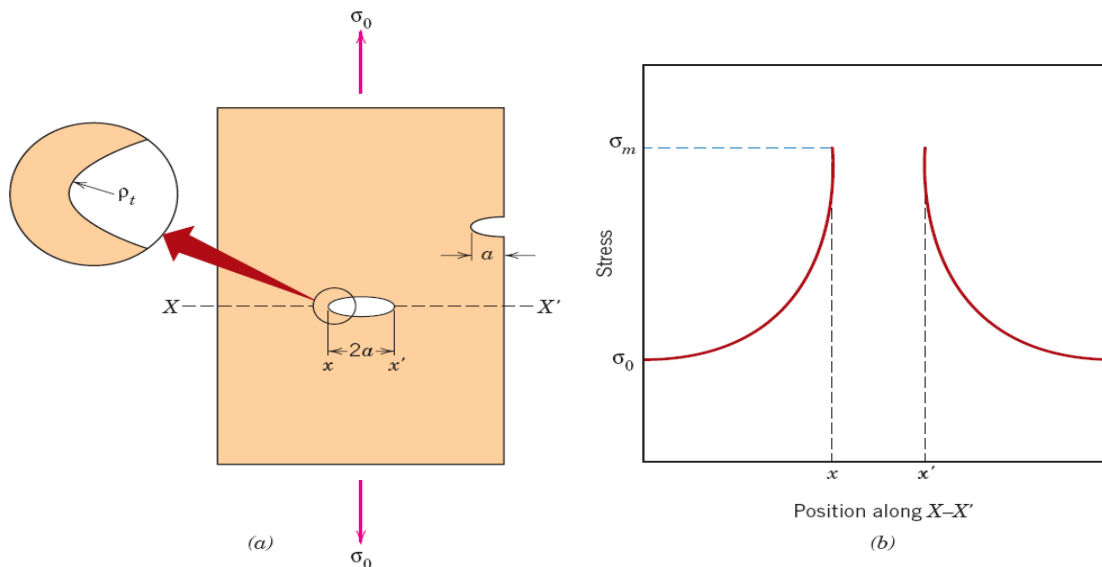 σ₀
ρₜ
a
X
X′
2a
x
x′
σ₀
(a)
σₘ
Stress
σ₀
x
x′
Position along X–X′
(b)